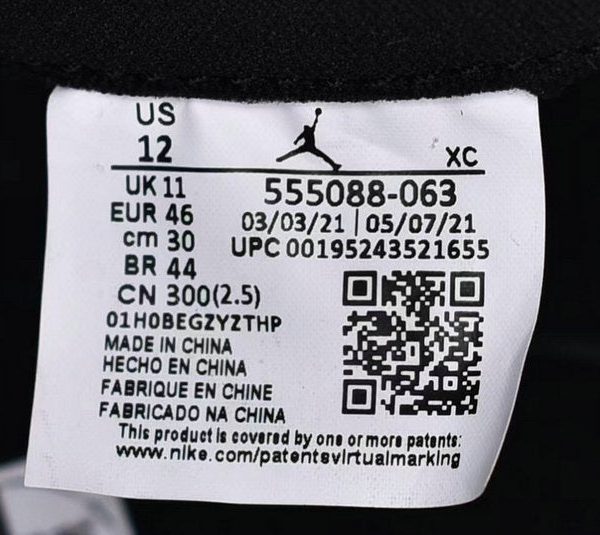 US
12
XC
UK 11
EUR 46
cm 30
BR 44
CN 300(2.5)
01H0BEGZYZTHP
555088-063
03/03/21 | 05/07/21
UPC 00195243521655
MADE IN CHINA
HECHO EN CHINA
FABRIQUE EN CHINE
FABRICADO NA CHINA
This product is covered by one or more patents:
www.nike.com/patentsvirtualmarking